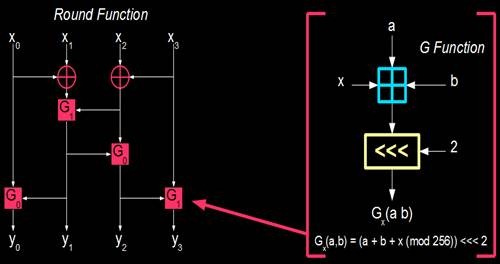 Round Function
x0 x1 x2 x3
G1
G0
G0 G1
y0 y1 y2 y3
a
G Function
x b
<<< 2
Gx(a b)
Gx(a,b) = (a + b + x (mod 256)) <<< 2